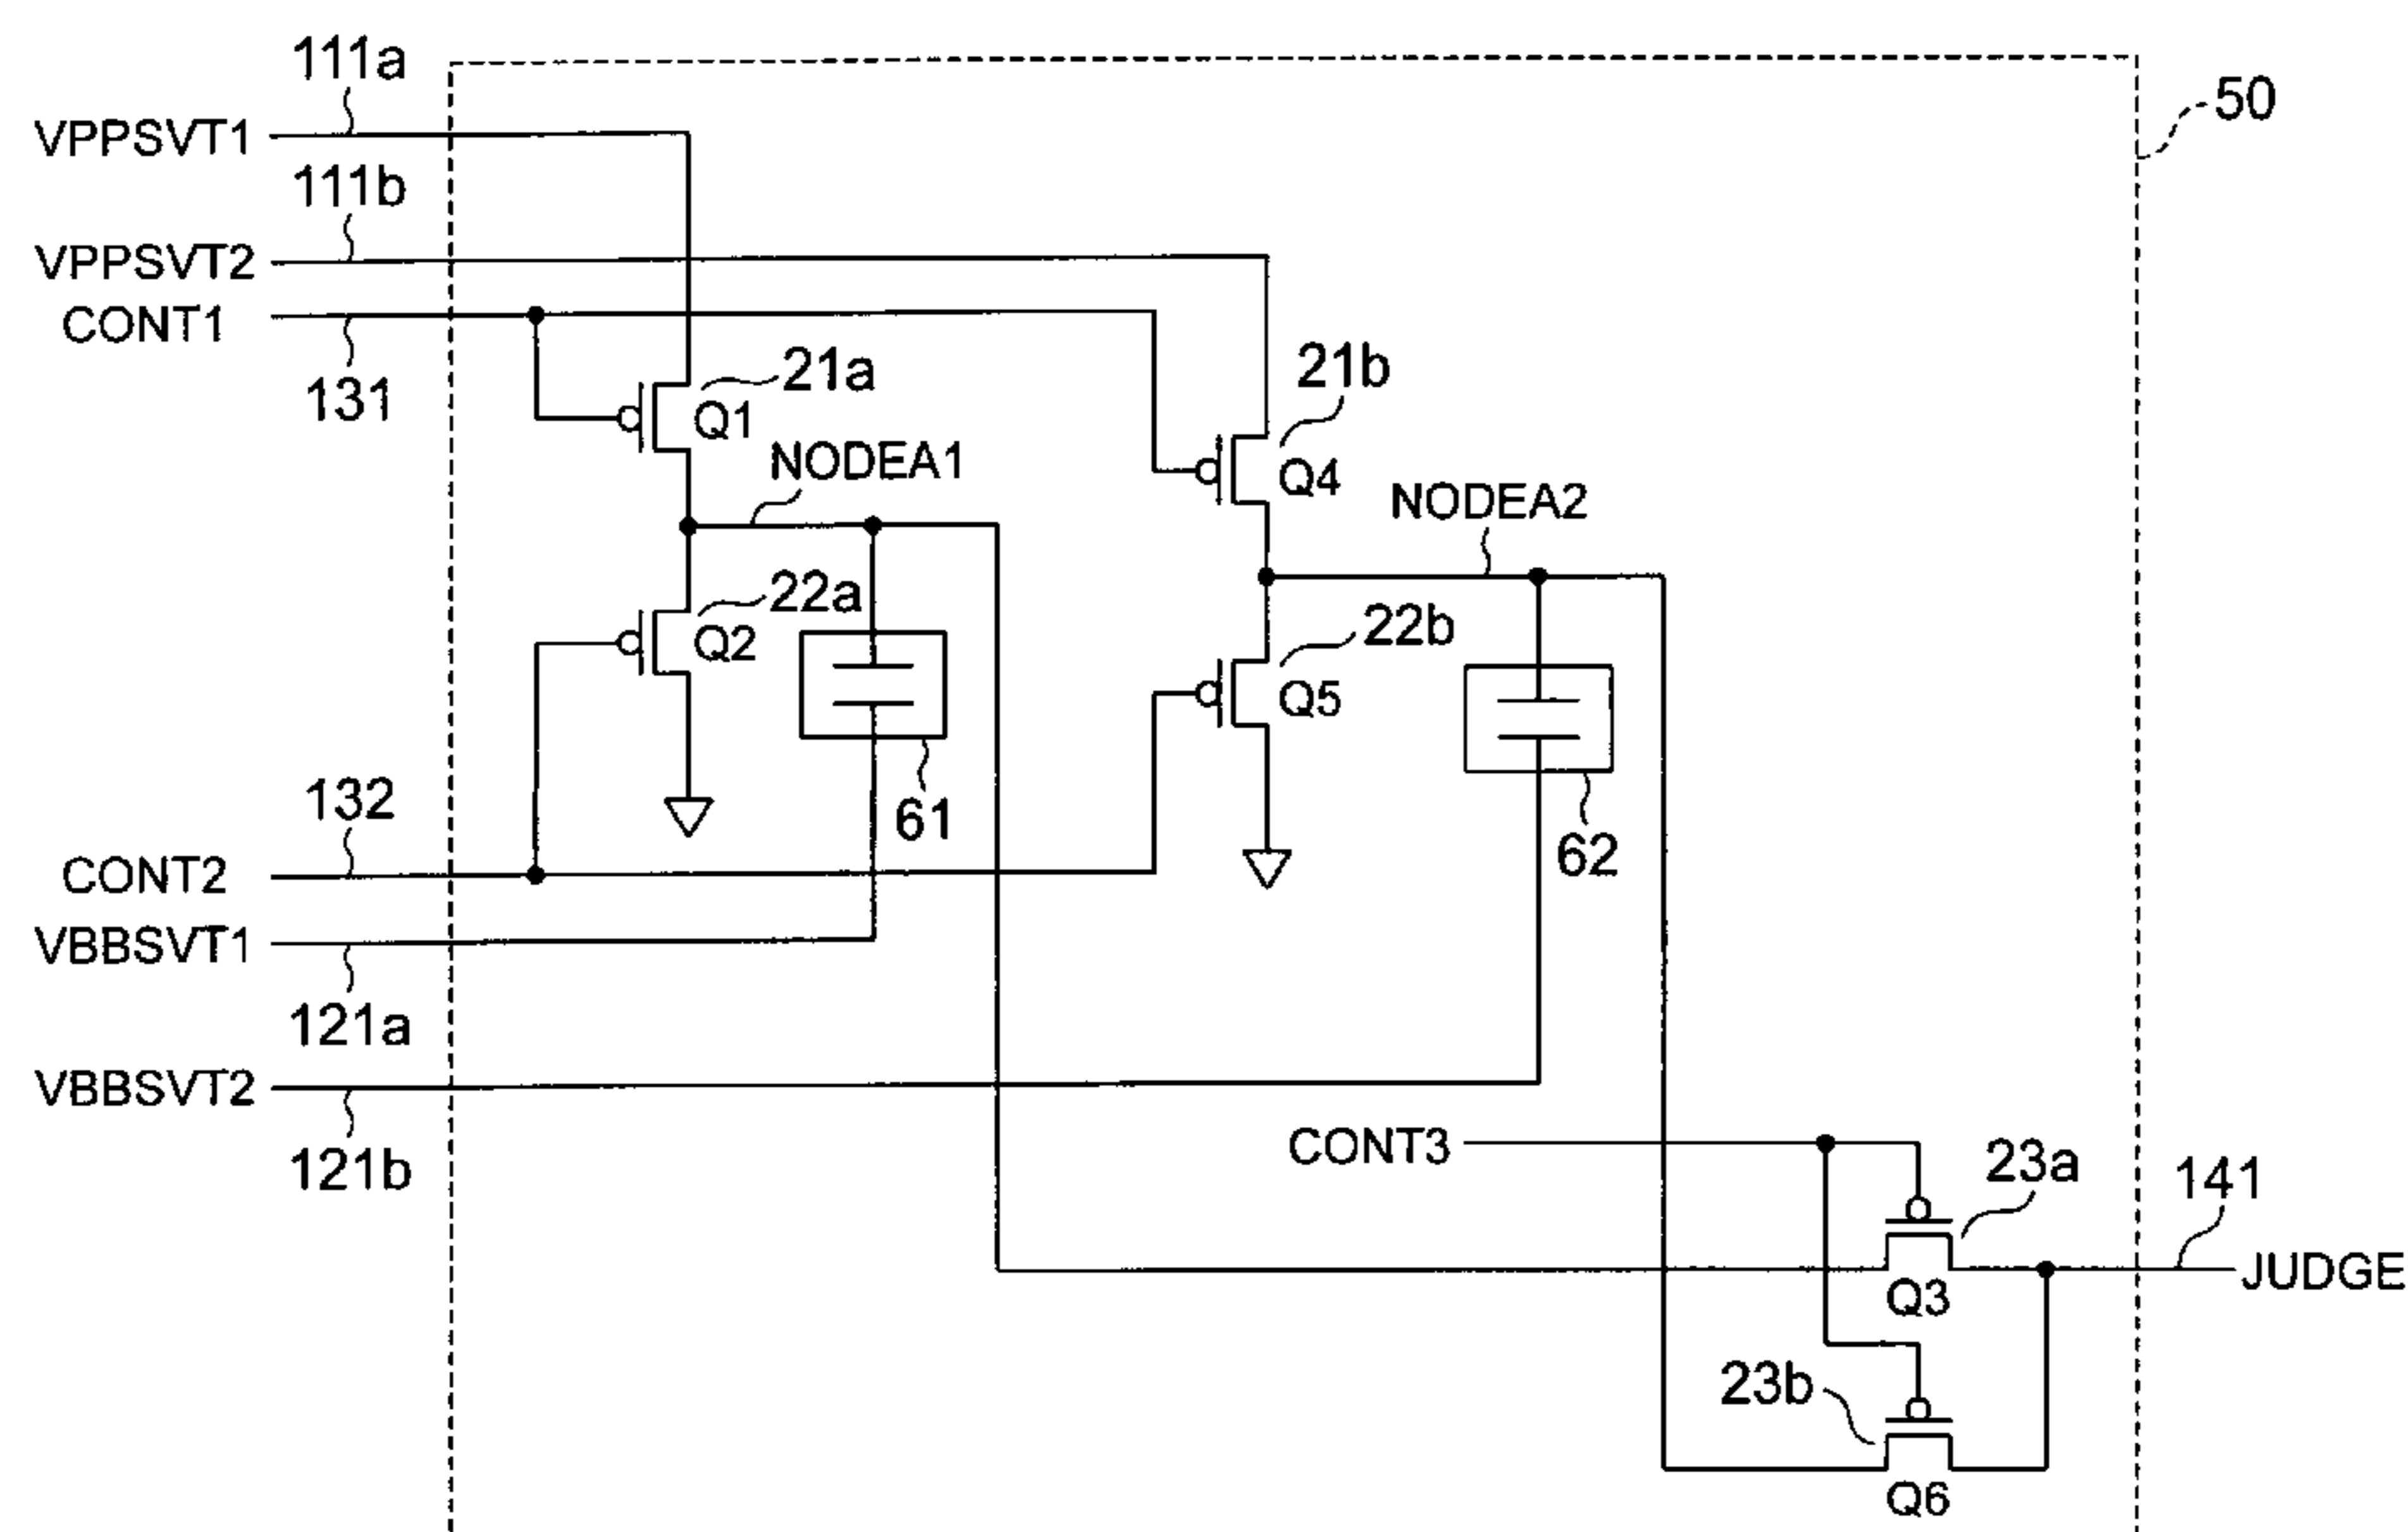 111a
50
VPPSVT1
111b
VPPSVT2
CONT1
131
21a
Q1
21b
Q4
NODEA1
NODEA2
22a
Q2
22b
Q5
61
62
132
CONT2
VBBSVT1
121a
VBBSVT2
121b
CONT3
23a
141
JUDGE
Q3
23b
Q6